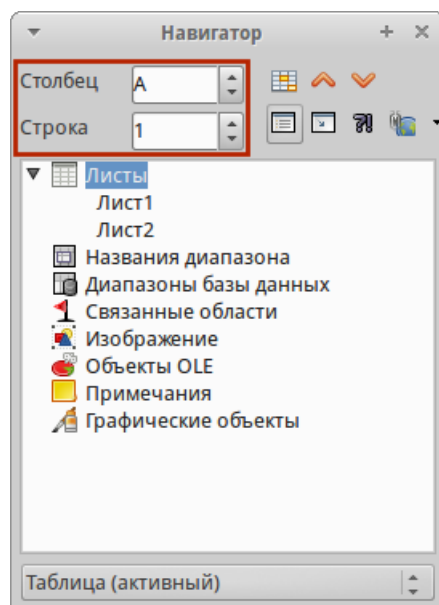 Навигатор
Столбец A
Строка 1
Листы
Лист1
Лист2
Названия диапазона
Диапазоны базы данных
Связанные области
Изображение
Объекты OLE
Примечания
Графические объекты
Таблица (активный)